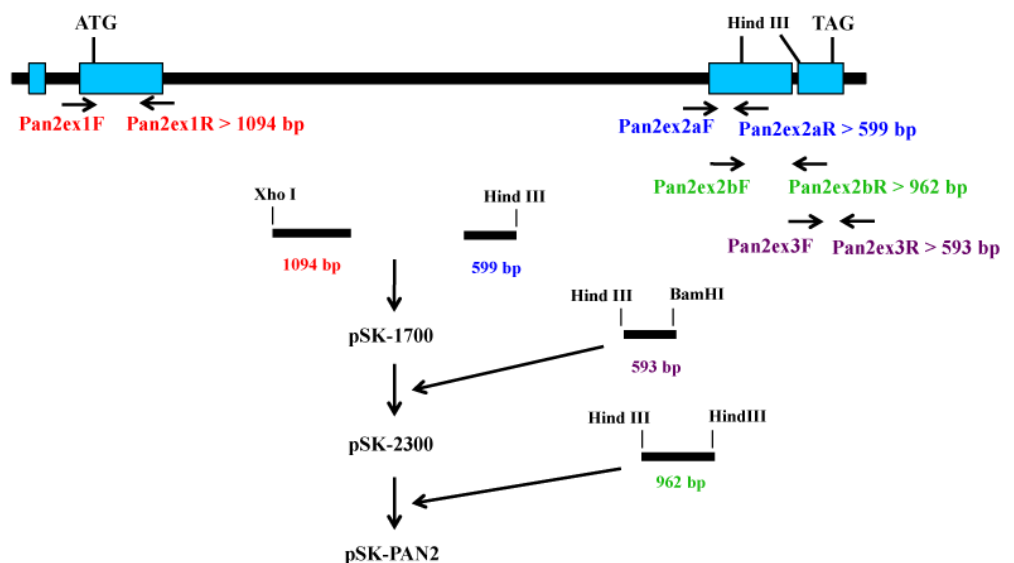 ATG
Hind III
TAG
Pan2ex1F
Pan2ex1R > 1094 bp
Pan2ex2aF
Pan2ex2aR > 599 bp
Pan2ex2bF
Pan2ex2bR > 962 bp
Pan2ex3F
Pan2ex3R > 593 bp
Xho I
Hind III
1094 bp
599 bp
Hind III
BamHI
593 bp
pSK-1700
Hind III
HindIII
962 bp
pSK-2300
pSK-PAN2